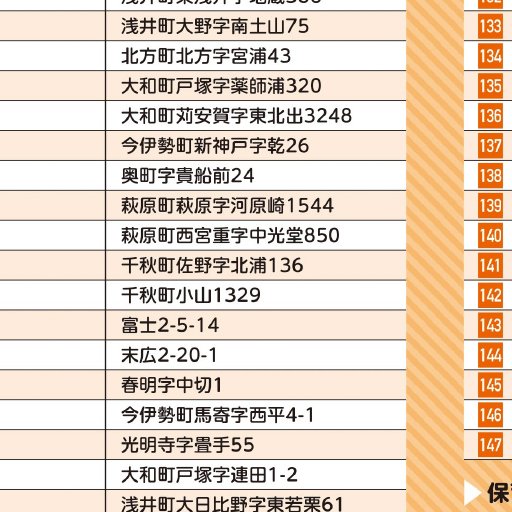 浅井町大野字南土山75
北方町北方字宮浦43
大和町戸塚字薬師浦320
大和町苅安賀字東北出3248
今伊勢町新神戸字乾26
奥町字貴船前24
萩原町萩原字河原崎1544
萩原町西宮重字中光堂850
千秋町佐野字北浦136
千秋町小山1329
富士2-5-14
末広2-20-1
春明字中切1
今伊勢町馬寄字西平4-1
光明寺字畳手55
大和町戸塚字連田1-2
浅井町大日比野字東若栗61
133
134
135
136
137
138
139
140
141
142
143
144
145
146
147
保